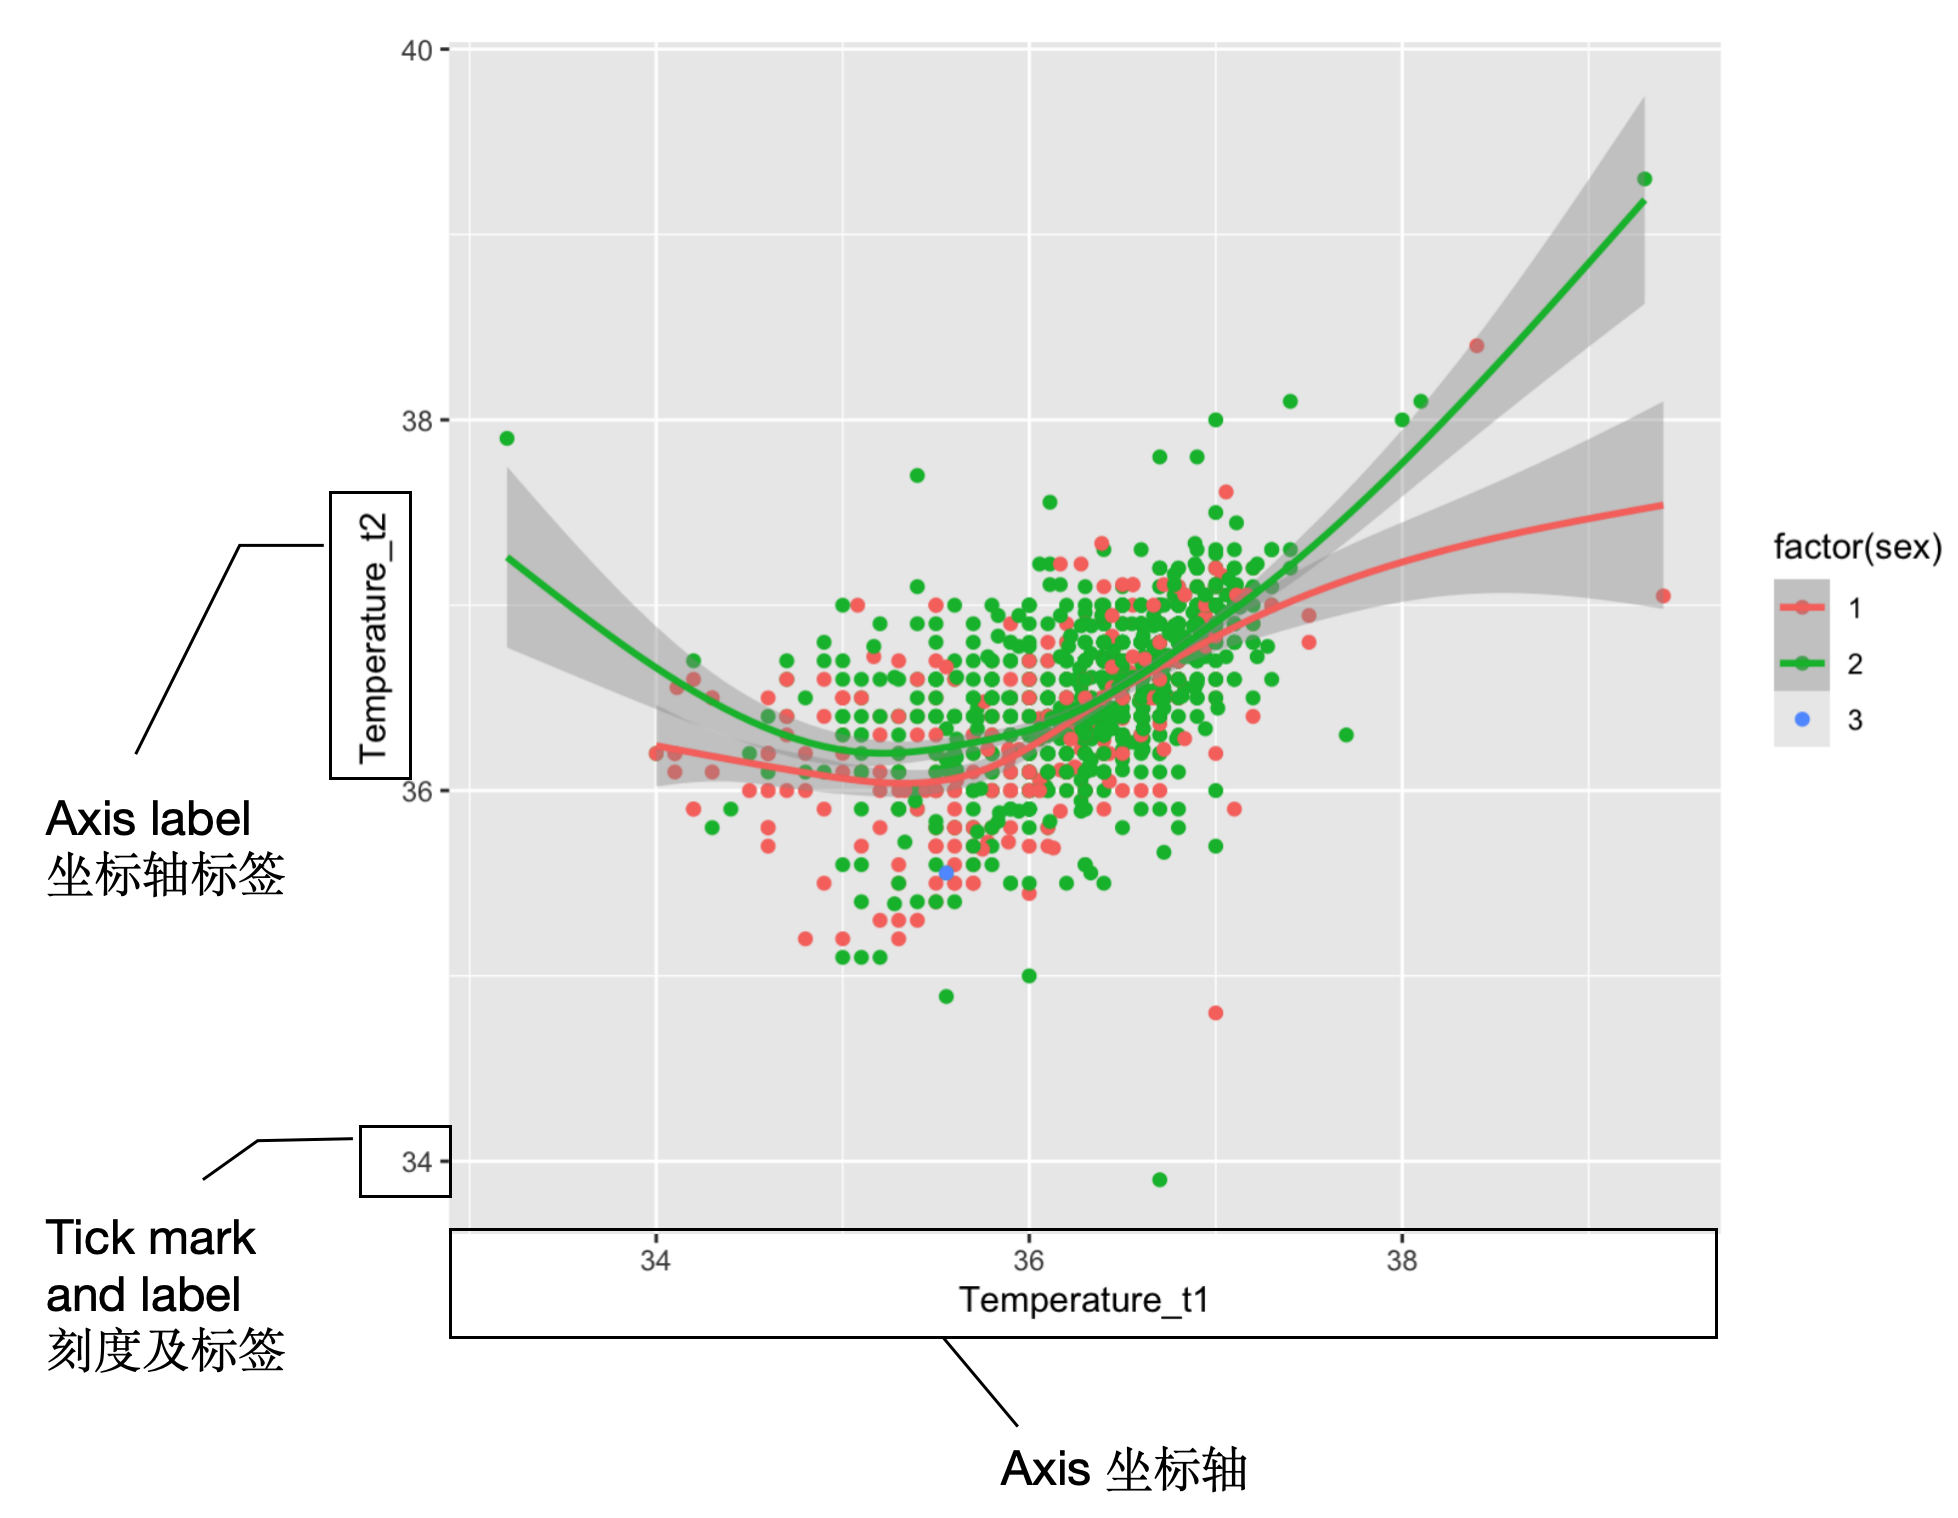 40
38
36
34
Temperature_t2
Axis label
坐标轴标签
Tick mark
and label
刻度及标签
34 36 38
Temperature_t1
Axis 坐标轴
factor(sex)
1
2
3